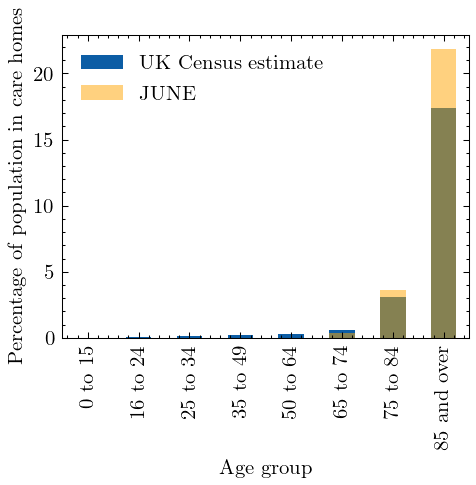 Percentage of population in care homes
20
15
10
5
0
UK Census estimate
JUNE
0 to 15
16 to 24
25 to 34
35 to 49
50 to 64
65 to 74
75 to 84
85 and over
Age group